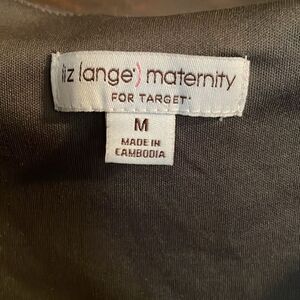 liz lange) maternity
FOR TARGET®
M
MADE IN
CAMBODIA